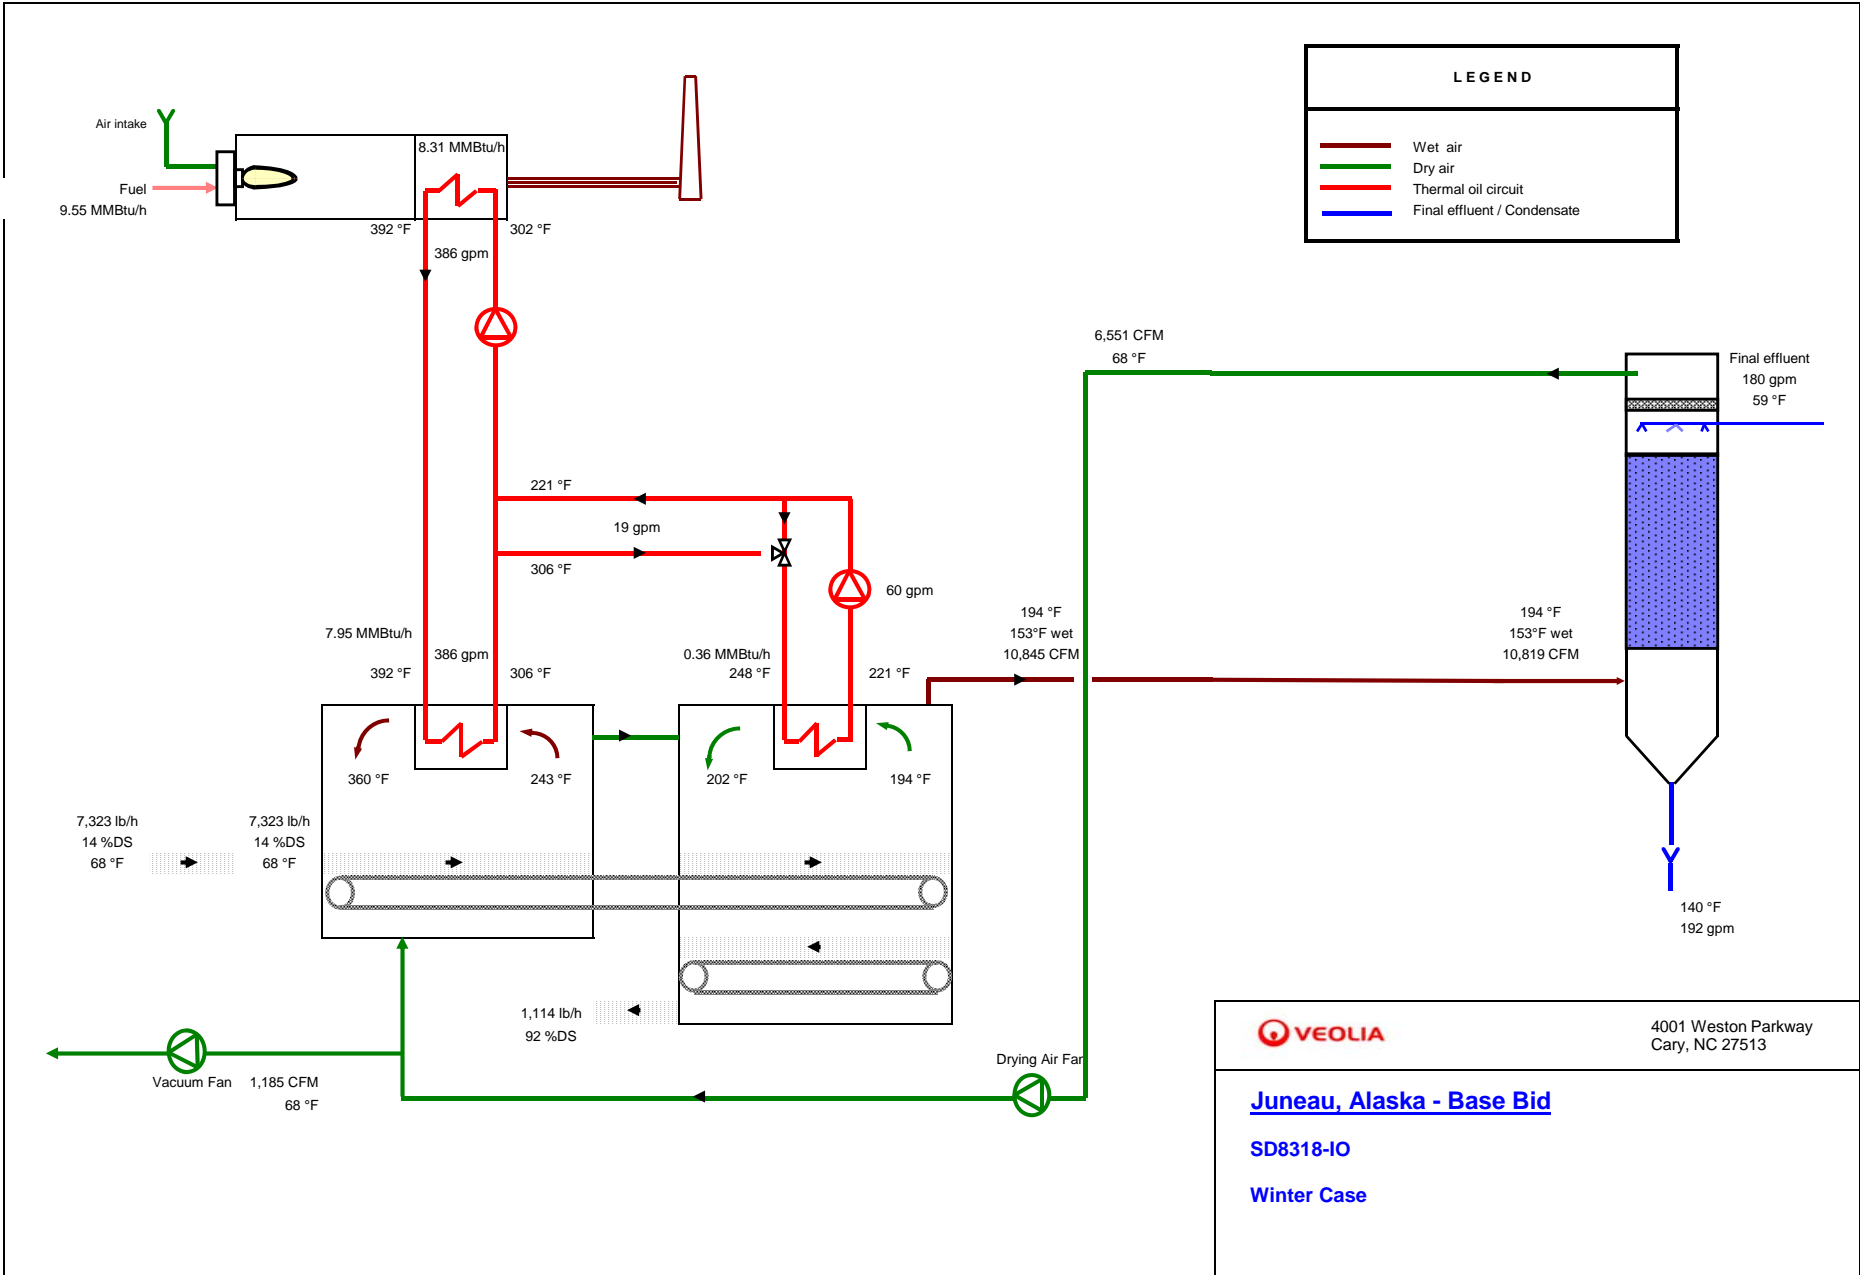 LEGEND
Wet air
Dry air
Thermal oil circuit
Final effluent / Condensate
Air intake
Fuel
9.55 MMBtu/h
8.31 MMBtu/h
392 °F
302 °F
386 gpm
6,551 CFM
68 °F
Final effluent
180 gpm
59 °F
221 °F
19 gpm
306 °F
60 gpm
7.95 MMBtu/h
386 gpm
392 °F
306 °F
0.36 MMBtu/h
248 °F
221 °F
194 °F
153°F wet
10,845 CFM
194 °F
153°F wet
10,819 CFM
360 °F
243 °F
202 °F
194 °F
7,323 lb/h
14 %DS
68 °F
7,323 lb/h
14 %DS
68 °F
140 °F
192 gpm
1,114 lb/h
92 %DS
Vacuum Fan
1,185 CFM
68 °F
Drying Air Fan
VEOLIA
4001 Weston Parkway
Cary, NC 27513
Juneau, Alaska - Base Bid
SD8318-IO
Winter Case